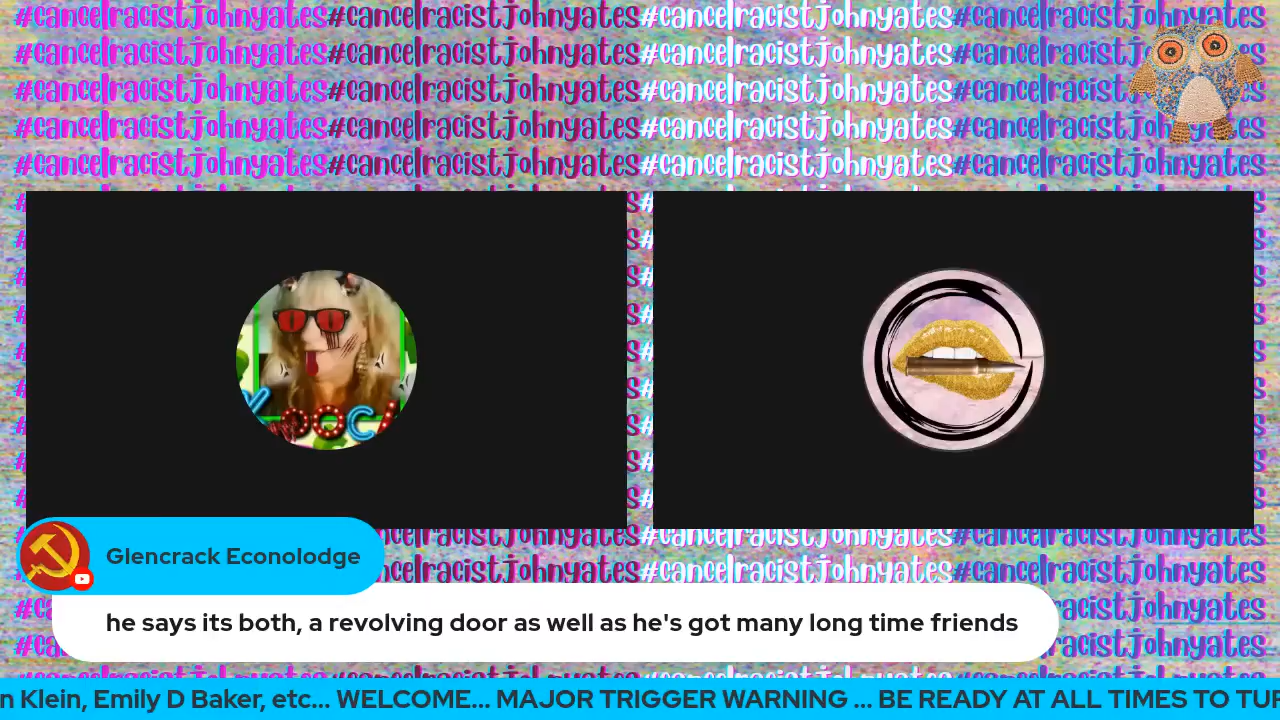 #cancelracistjohnyates#cancelracistjohnyates#cancelracistjohnyates#cancelracistjohnyates
#cancelracistjohnyates#cancelracistjohnyates#cancelracistjohnyates#cancelracistjohnyates
#cancelracistjohnyates#cancelracistjohnyates#cancelracistjohnyates#cancelracistjohnyates
#cancelracistjohnyates#cancelracistjohnyates#cancelracistjohnyates#cancelracistjohnyates
#cancelracistjohnyates#cancelracistjohnyates#cancelracistjohnyates#cancelracistjohnyates
Glencrack Econolodge
he says its both, a revolving door as well as he's got many long time friends
n Klein, Emily D Baker, etc... WELCOME... MAJOR TRIGGER WARNING ... BE READY AT ALL TIMES TO TUR